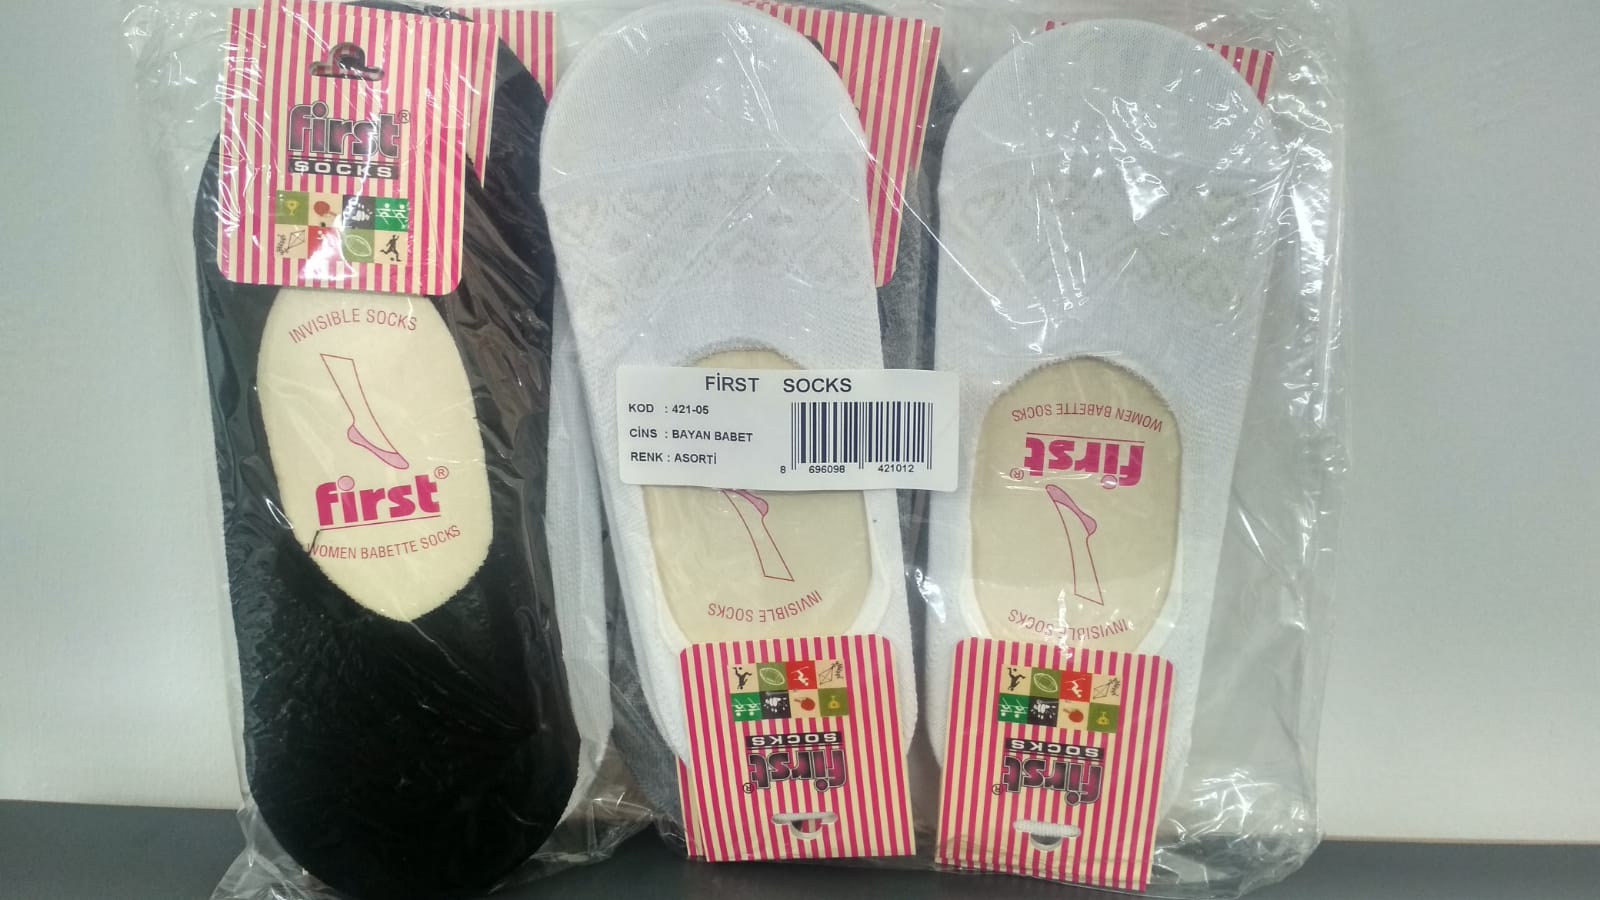 first®
SOCKS
INVISIBLE SOCKS
first®
WOMEN BABETTE SOCKS
FİRST SOCKS
KOD : 421-05
CİNS : BAYAN BABET
RENK : ASORTİ
8 696098 421012
INVISIBLE SOCKS
first®
SOCKS
WOMEN BABETTE SOCKS
first®
INVISIBLE SOCKS
first®
SOCKS